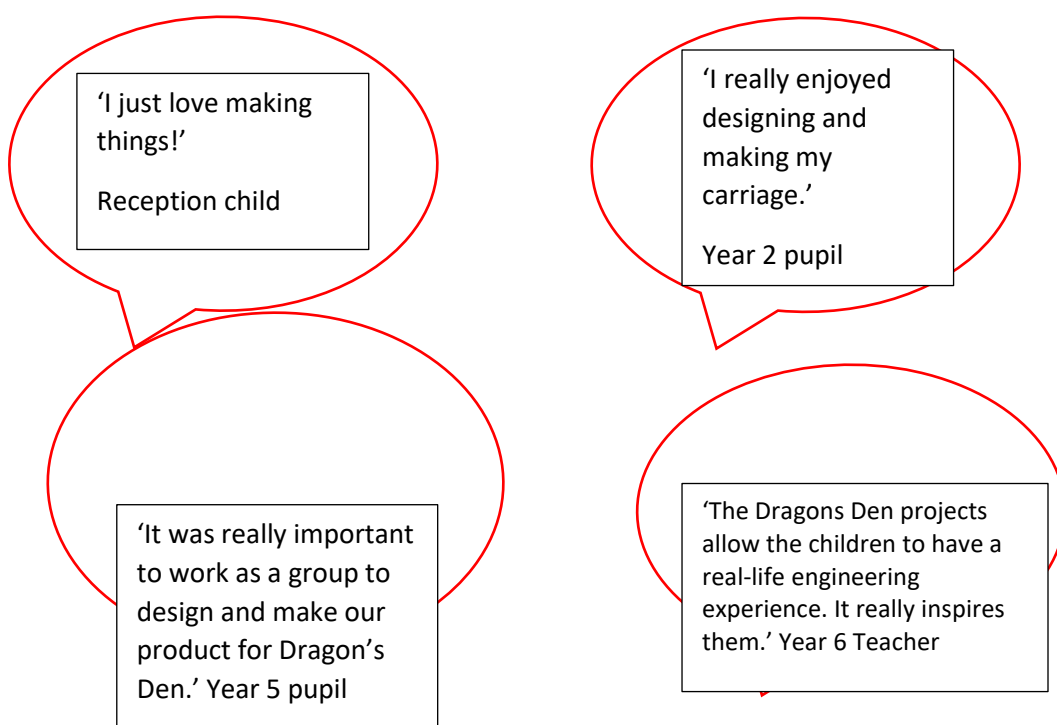 ‘I just love making
things!’
Reception child
‘I really enjoyed
designing and
making my
carriage.’
Year 2 pupil
‘It was really important
to work as a group to
design and make our
product for Dragon’s
Den.’ Year 5 pupil
‘The Dragons Den projects
allow the children to have a
real-life engineering
experience. It really inspires
them.’ Year 6 Teacher